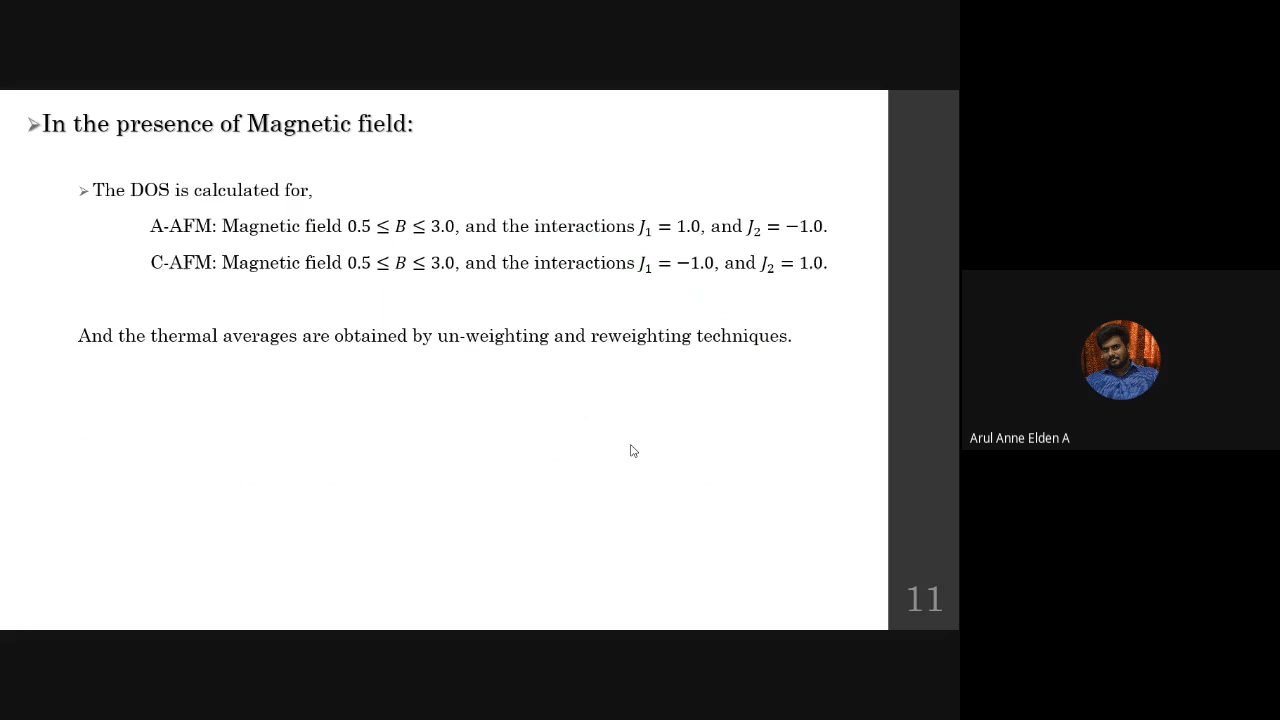 In the presence of Magnetic field:
The DOS is calculated for,
A-AFM: Magnetic field 0.5 ≤ B ≤ 3.0, and the interactions J₁ = 1.0, and J₂ = −1.0.
C-AFM: Magnetic field 0.5 ≤ B ≤ 3.0, and the interactions J₁ = −1.0, and J₂ = 1.0.
And the thermal averages are obtained by un-weighting and reweighting techniques.
11
Arul Anne Elden A